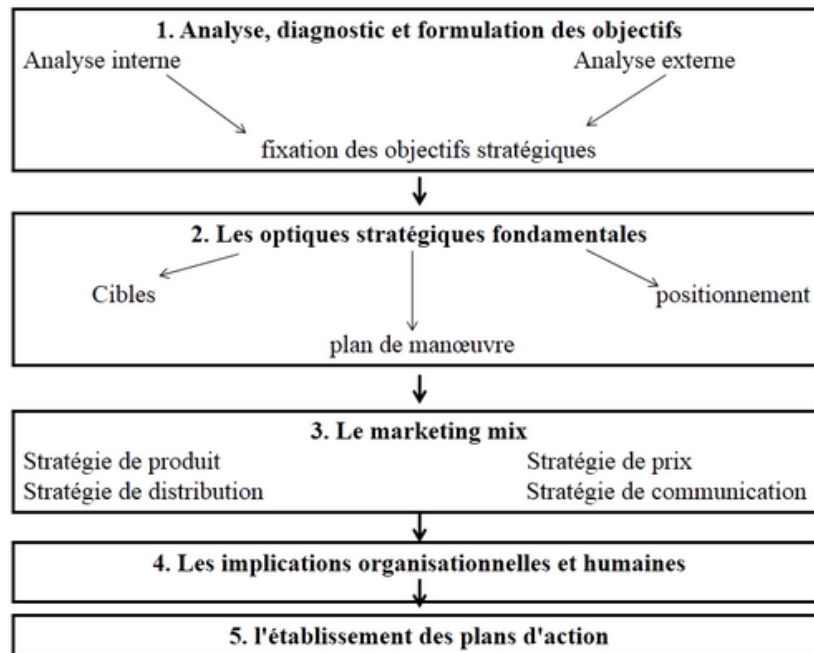 1. Analyse, diagnostic et formulation des objectifs
Analyse interne
Analyse externe
fixation des objectifs stratégiques
2. Les optiques stratégiques fondamentales
Cibles
positionnement
plan de manœuvre
3. Le marketing mix
Stratégie de produit
Stratégie de prix
Stratégie de distribution
Stratégie de communication
4. Les implications organisationnelles et humaines
5. l'établissement des plans d'action